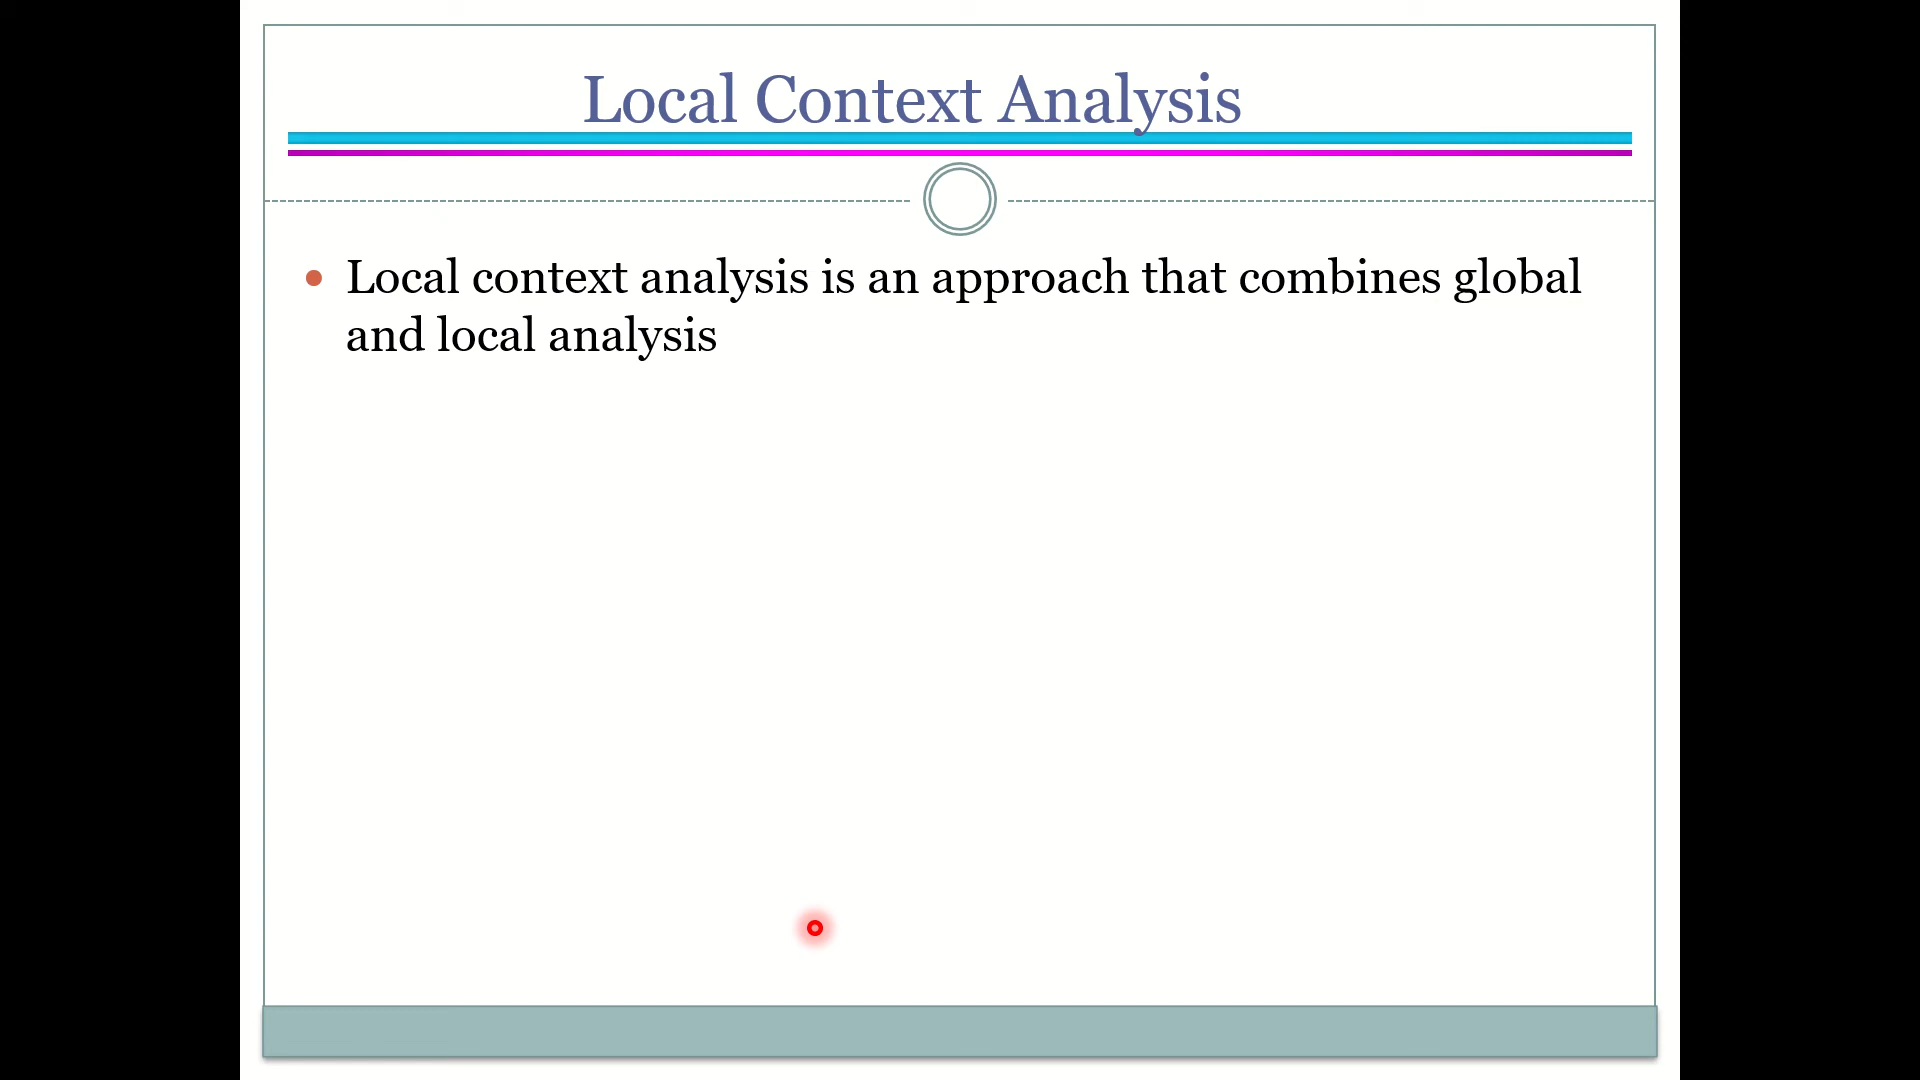 Local Context Analysis
Local context analysis is an approach that combines global
and local analysis